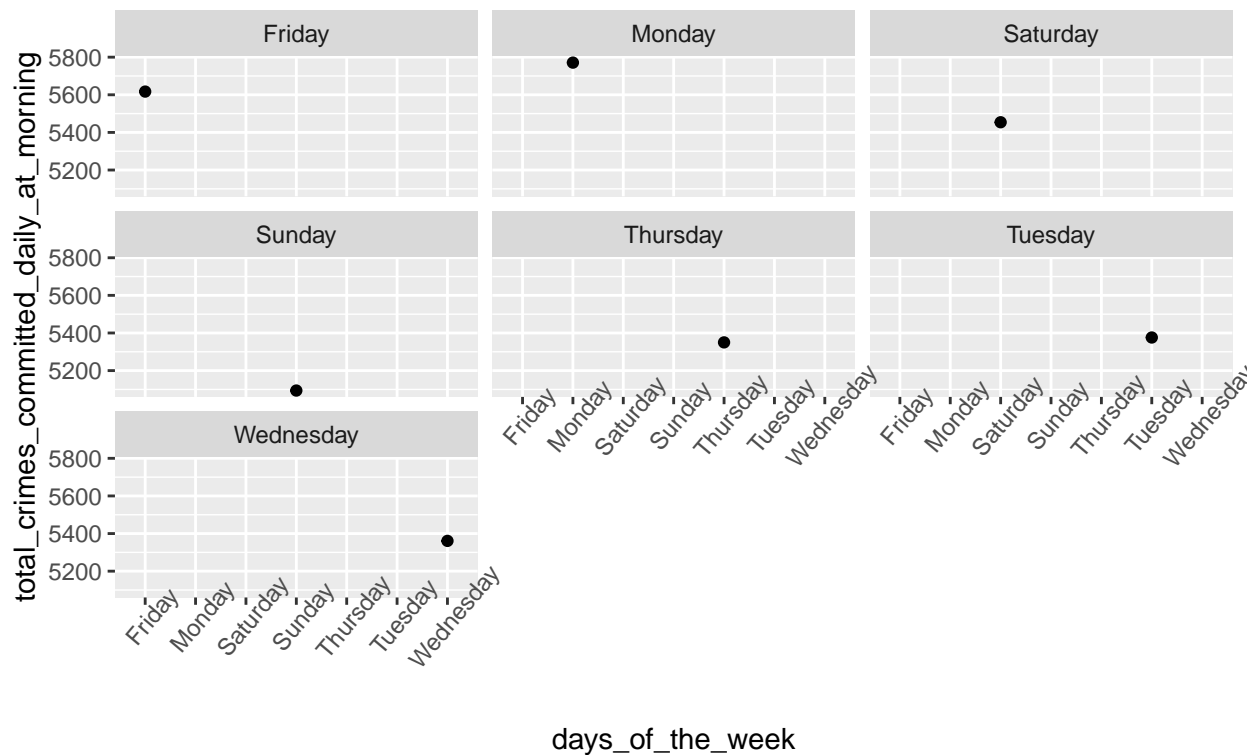 total_crimes_committed_daily_at_morning
Friday
Monday
Saturday
5800
5600
5400
5200
Sunday
Thursday
Tuesday
5800
5600
5400
5200
Friday
Monday
Saturday
Sunday
Thursday
Tuesday
Wednesday
Friday
Monday
Saturday
Sunday
Thursday
Tuesday
Wednesday
Wednesday
5800
5600
5400
5200
Friday
Monday
Saturday
Sunday
Thursday
Tuesday
Wednesday
days_of_the_week